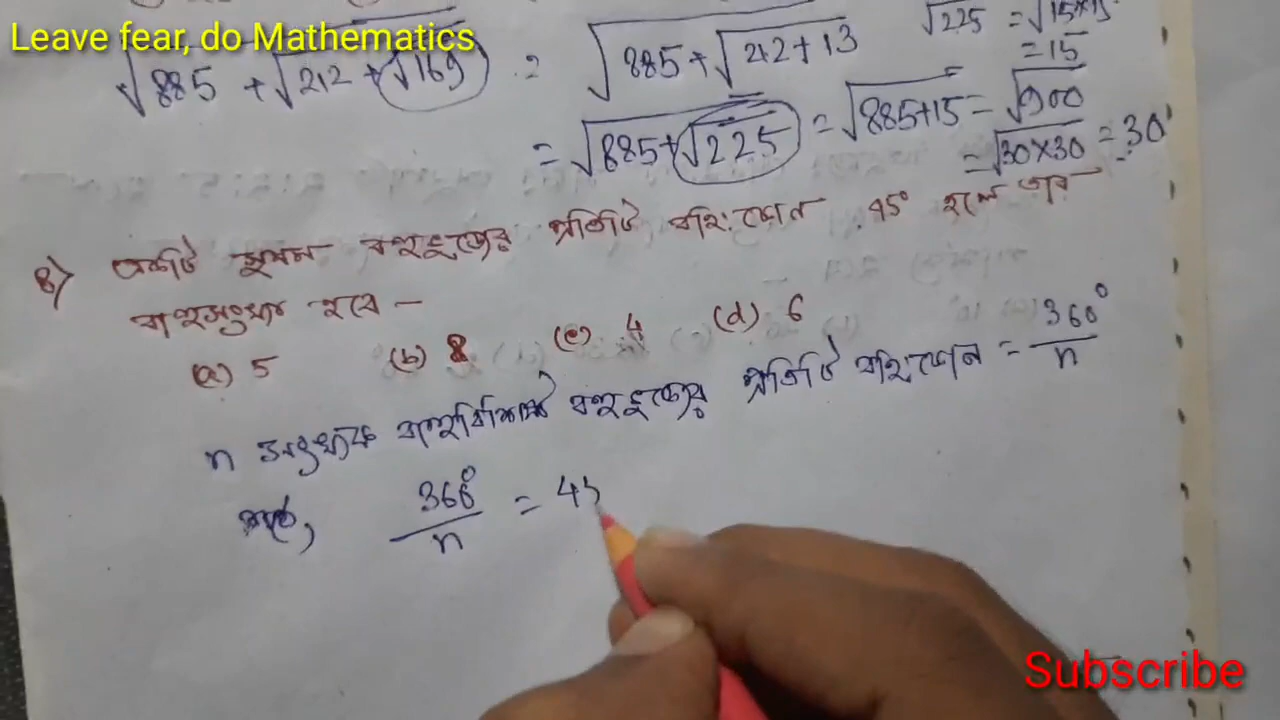 Leave fear, do Mathematics
√885 + √212 + √169 = √885 + √212 + 13
√225 = √15×15
= 15
= √885 + √225 = √885+15 = √900
= √30×30 = 30
8) একটি সুষম বহুভুজের প্রতিটি বহিঃকোন 45° হলে তার
বাহুসংখ্যা হবে —
(a) 5 (b) 8 (c) 4 (d) 6
n সংখ্যক বাহুবিশিষ্ট বহুভুজের প্রতিটি বহিঃকোন = 360°/n
360°/n = 45
Subscribe